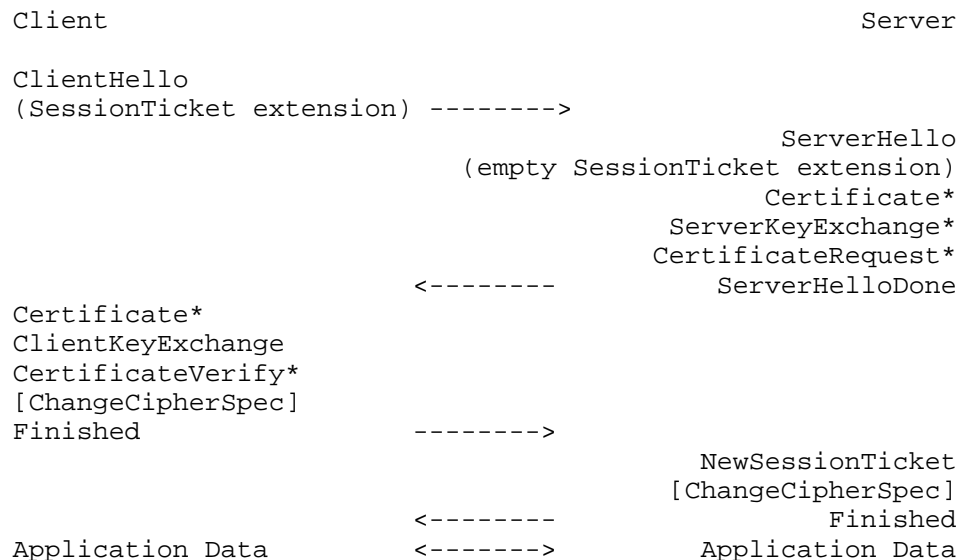 Client                                               Server

ClientHello
(SessionTicket extension) -------->
                                                ServerHello
                            (empty SessionTicket extension)
                                               Certificate*
                                         ServerKeyExchange*
                                        CertificateRequest*
                         <--------          ServerHelloDone
Certificate*
ClientKeyExchange
CertificateVerify*
[ChangeCipherSpec]
Finished                 -------->
                                           NewSessionTicket
                                         [ChangeCipherSpec]
                         <--------                 Finished
Application Data         <------->         Application Data